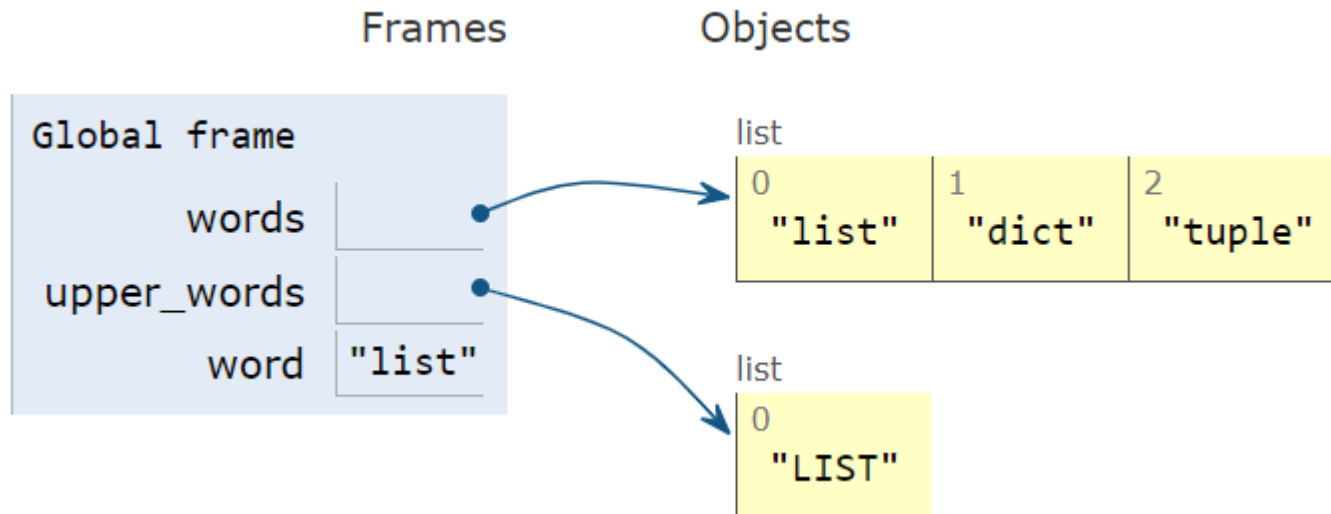 Frames Objects
Global frame
list
0 1 2
words
"list" "dict" "tuple"
upper_words
word "list"
list
0
"LIST"